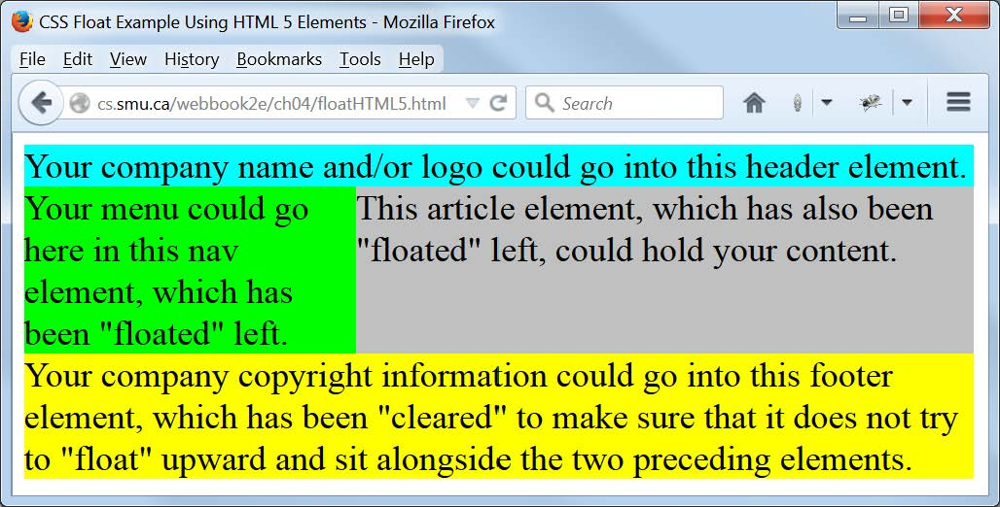 CSS Float Example Using HTML 5 Elements - Mozilla Firefox
File Edit View History Bookmarks Tools Help
cs.smu.ca/webbook2e/ch04/floatHTML5.html Search
Your company name and/or logo could go into this header element.
Your menu could go
here in this nav
element, which has
been "floated" left.
This article element, which has also been
"floated" left, could hold your content.
Your company copyright information could go into this footer
element, which has been "cleared" to make sure that it does not try
to "float" upward and sit alongside the two preceding elements.